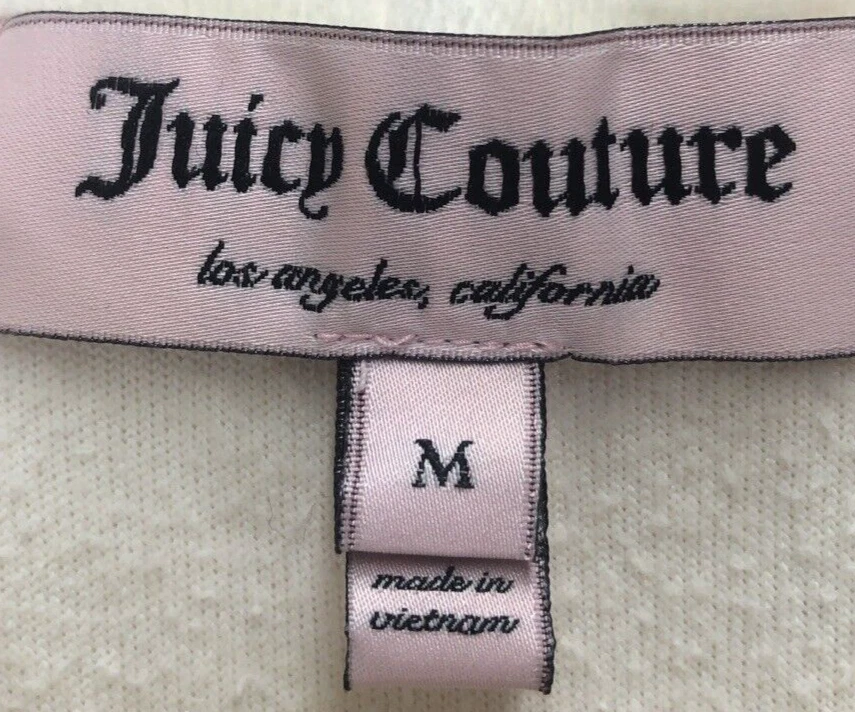 Juicy Couture
los angeles, california
M
made in
vietnam